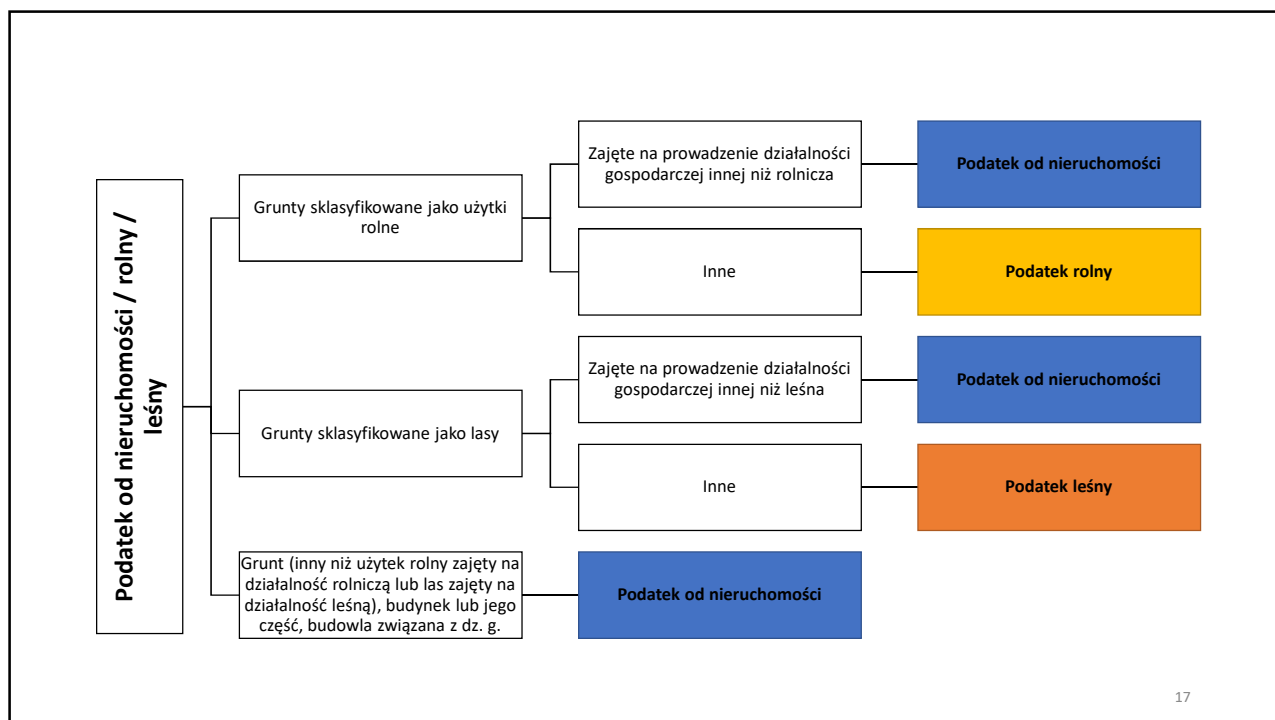 Podatek od nieruchomości / rolny /
leśny
Grunty sklasyfikowane jako użytki
rolne
Zajęte na prowadzenie działalności
gospodarczej innej niż rolnicza
Podatek od nieruchomości
Inne
Podatek rolny
Grunty sklasyfikowane jako lasy
Zajęte na prowadzenie działalności
gospodarczej innej niż leśna
Podatek od nieruchomości
Inne
Podatek leśny
Grunt (inny niż użytek rolny zajęty na
działalność rolniczą lub las zajęty na
działalność leśną), budynek lub jego
część, budowla związana z dz. g.
Podatek od nieruchomości
17